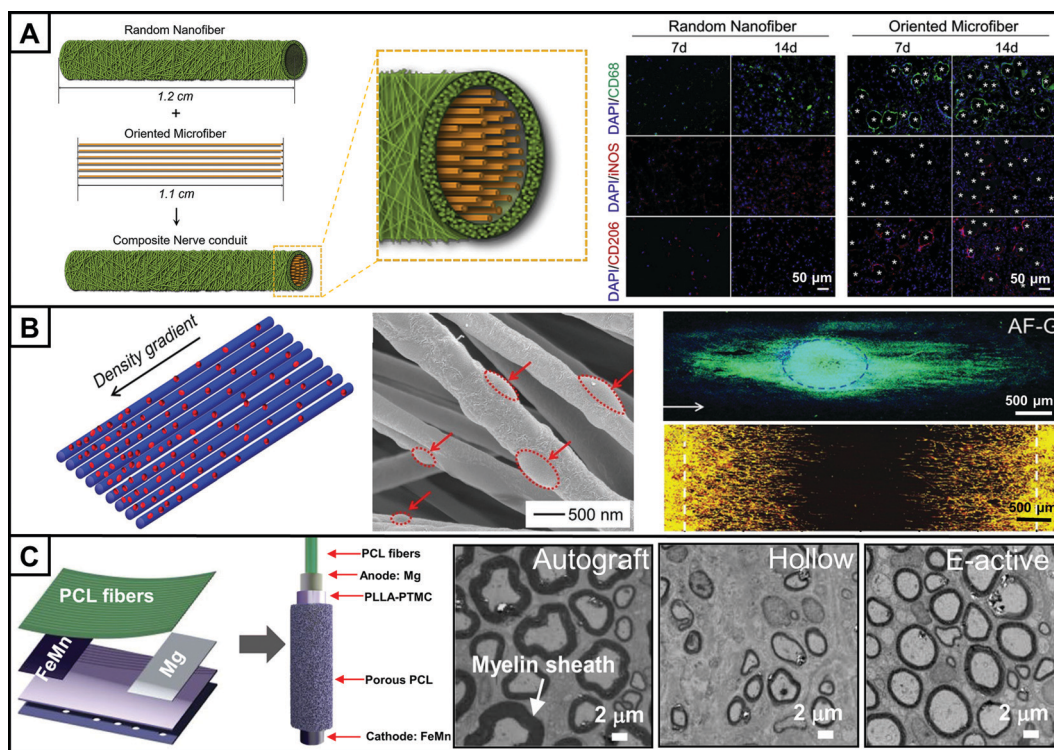 A
Random Nanofiber
1.2 cm
+
Oriented Microfiber
1.1 cm
Composite Nerve conduit
Random Nanofiber
7d 14d
Oriented Microfiber
7d 14d
DAPI/CD68
DAPI/iNOS
DAPI/CD206
50 μm
50 μm
B
Density gradient
500 nm
AF-G
500 μm
500 μm
C
PCL fibers
FeMn
Mg
PCL fibers
Anode: Mg
PLLA-PTMC
Porous PCL
Cathode: FeMn
Autograft
Myelin sheath
2 μm
Hollow
2 μm
E-active
2 μm